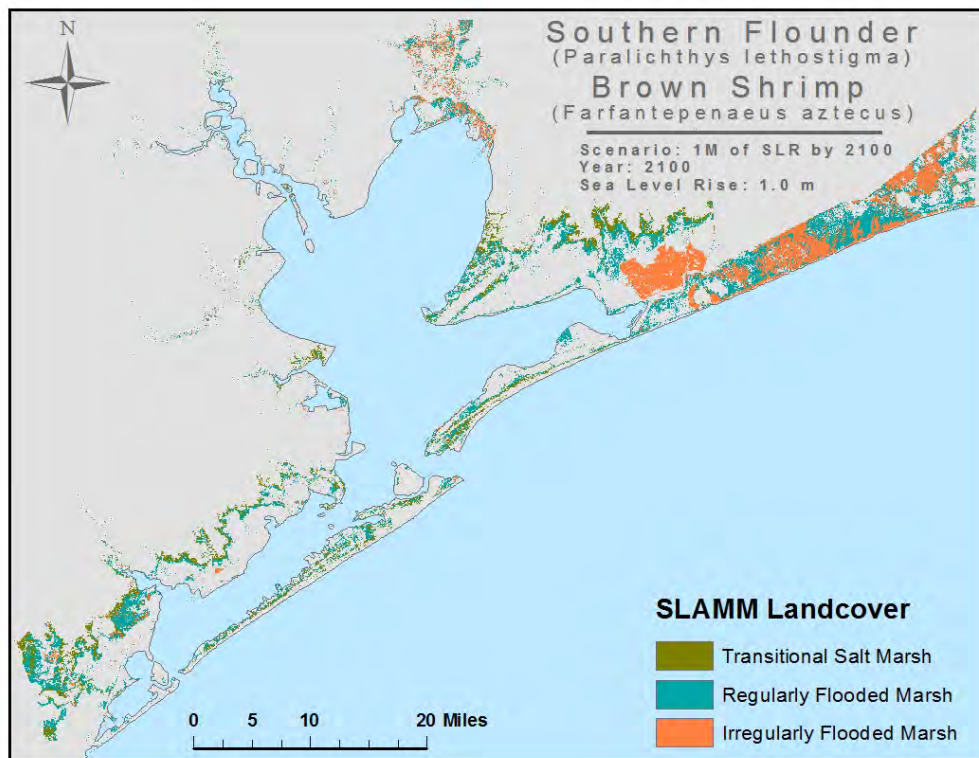 N
Southern Flounder
(Paralichthys lethostigma)
Brown Shrimp
(Farfantepenaeus aztecus)
Scenario: 1M of SLR by 2100
Year: 2100
Sea Level Rise: 1.0 m
SLAMM Landcover
Transitional Salt Marsh
Regularly Flooded Marsh
Irregularly Flooded Marsh
0 5 10 20 Miles